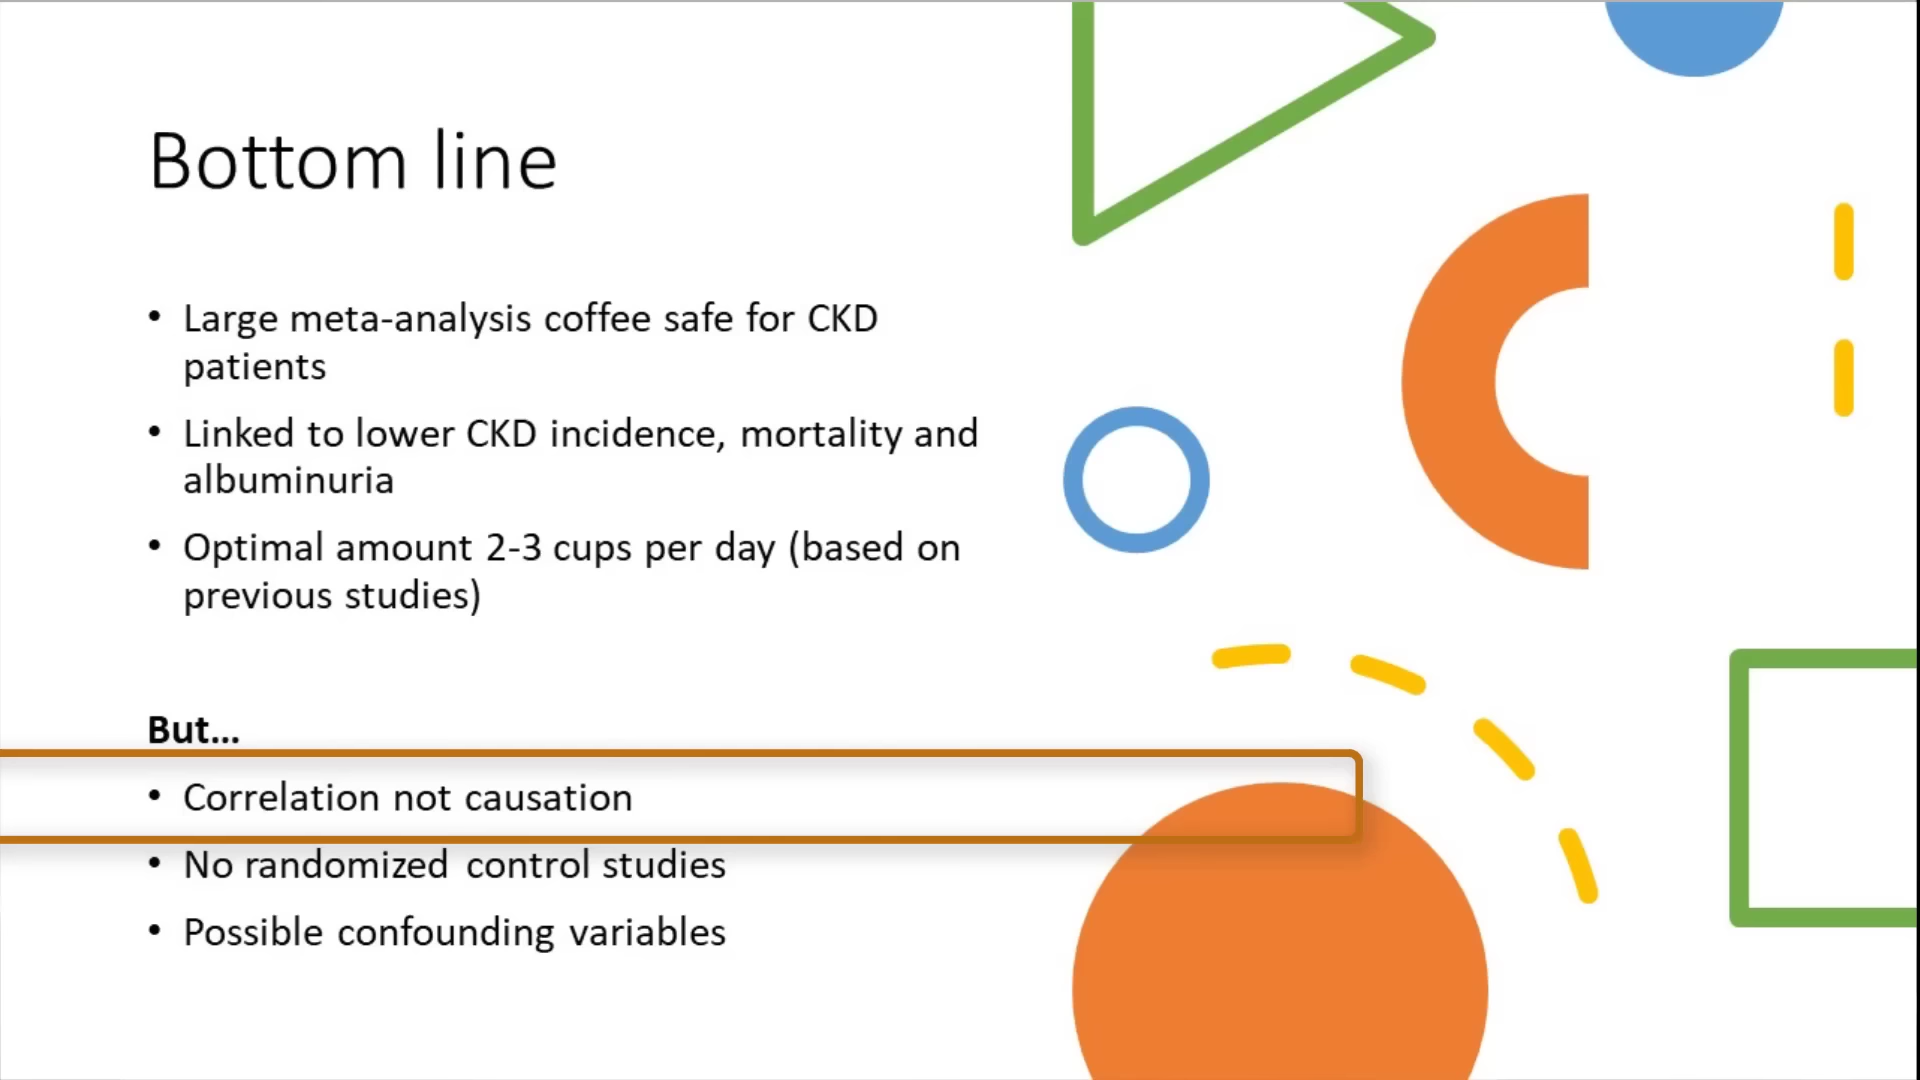 Bottom line
• Large meta-analysis coffee safe for CKD
patients
• Linked to lower CKD incidence, mortality and
albuminuria
• Optimal amount 2-3 cups per day (based on
previous studies)
But...
• Correlation not causation
• No randomized control studies
• Possible confounding variables